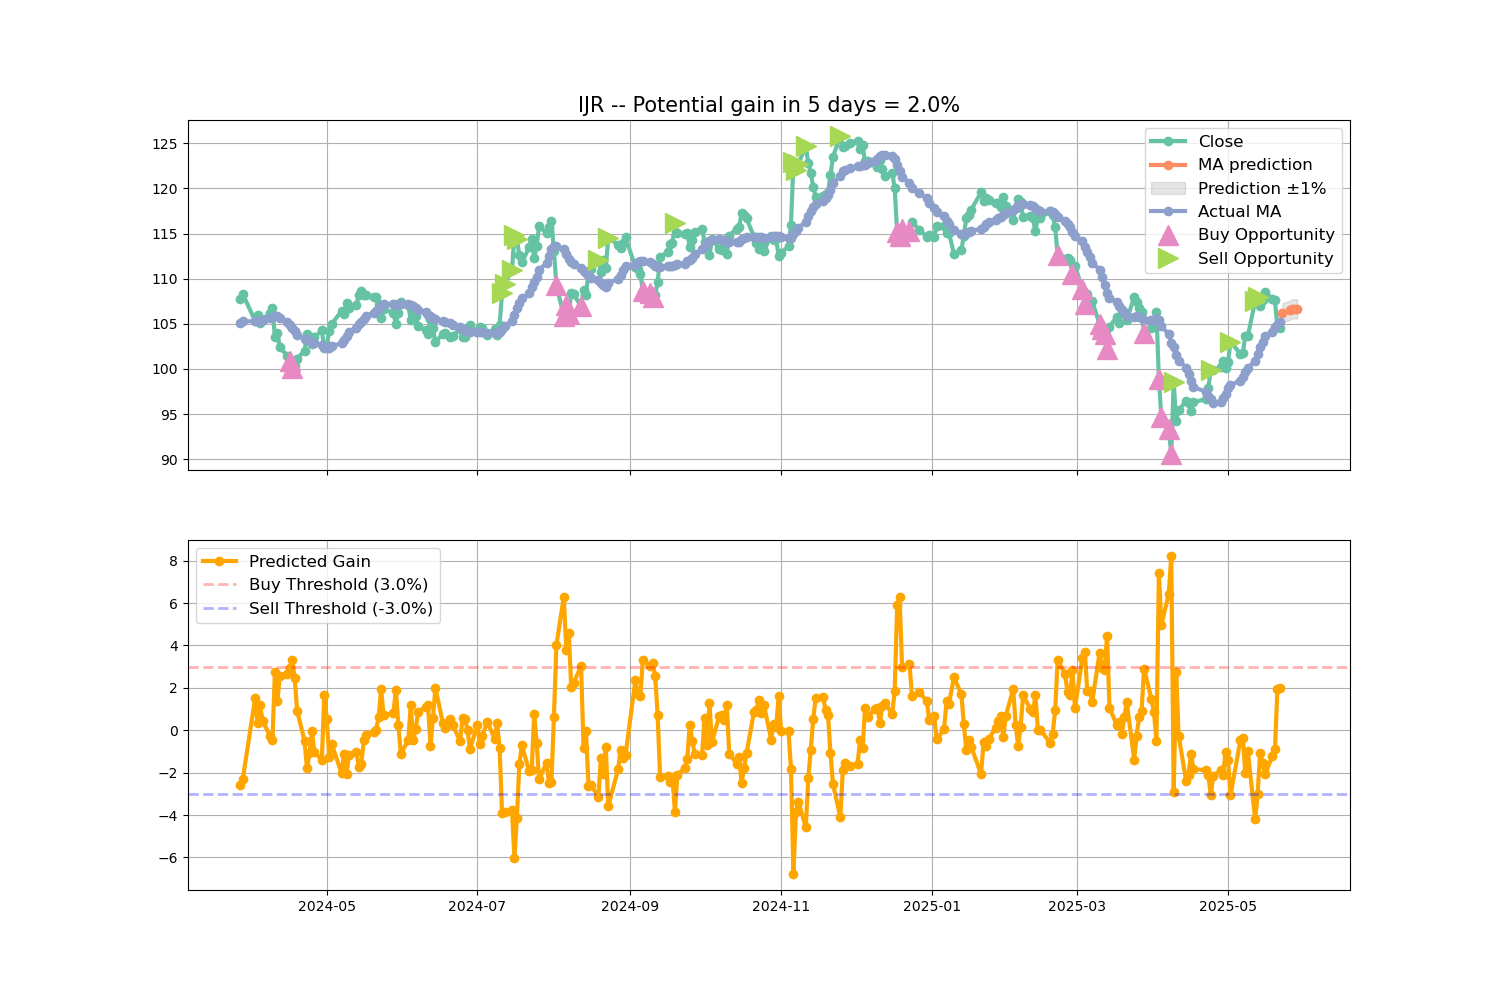 IJR -- Potential gain in 5 days = 2.0%
125
120
115
110
105
100
95
90
Close
MA prediction
Prediction ±1%
Actual MA
Buy Opportunity
Sell Opportunity
8
6
4
2
0
−2
−4
−6
Predicted Gain
Buy Threshold (3.0%)
Sell Threshold (-3.0%)
2024-05
2024-07
2024-09
2024-11
2025-01
2025-03
2025-05